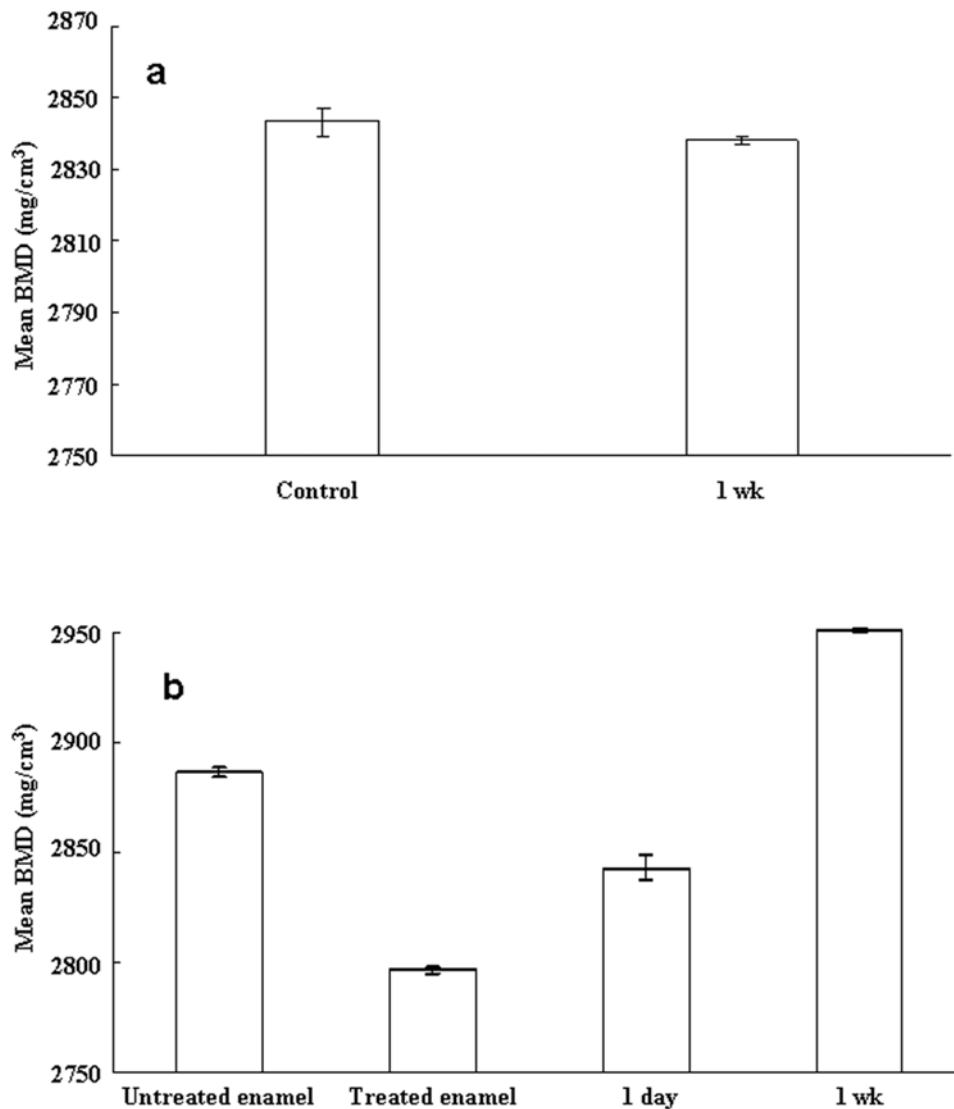 a
Mean BMD (mg/cm³)
2870
2850
2830
2810
2790
2770
2750
Control 1 wk
b
Mean BMD (mg/cm³)
2950
2900
2850
2800
2750
Untreated enamel Treated enamel 1 day 1 wk